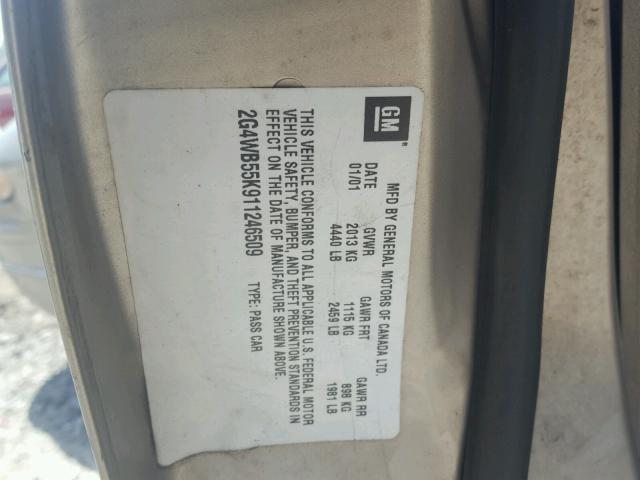 GM®
MFD BY GENERAL MOTORS OF CANADA LTD.
DATE GVWR GAWR FRT GAWR RR
01/01 2013 KG 1115 KG 898 KG
4440 LB 2459 LB 1981 LB
THIS VEHICLE CONFORMS TO ALL APPLICABLE U.S. FEDERAL MOTOR
VEHICLE SAFETY, BUMPER, AND THEFT PREVENTION STANDARDS IN
EFFECT ON THE DATE OF MANUFACTURE SHOWN ABOVE.
2G4WB55K911246509 TYPE: PASS CAR